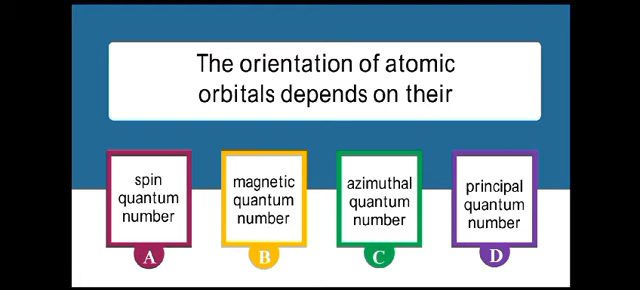 The orientation of atomic
orbitals depends on their
spin
quantum
number
A
magnetic
quantum
number
B
azimuthal
quantum
number
C
principal
quantum
number
D